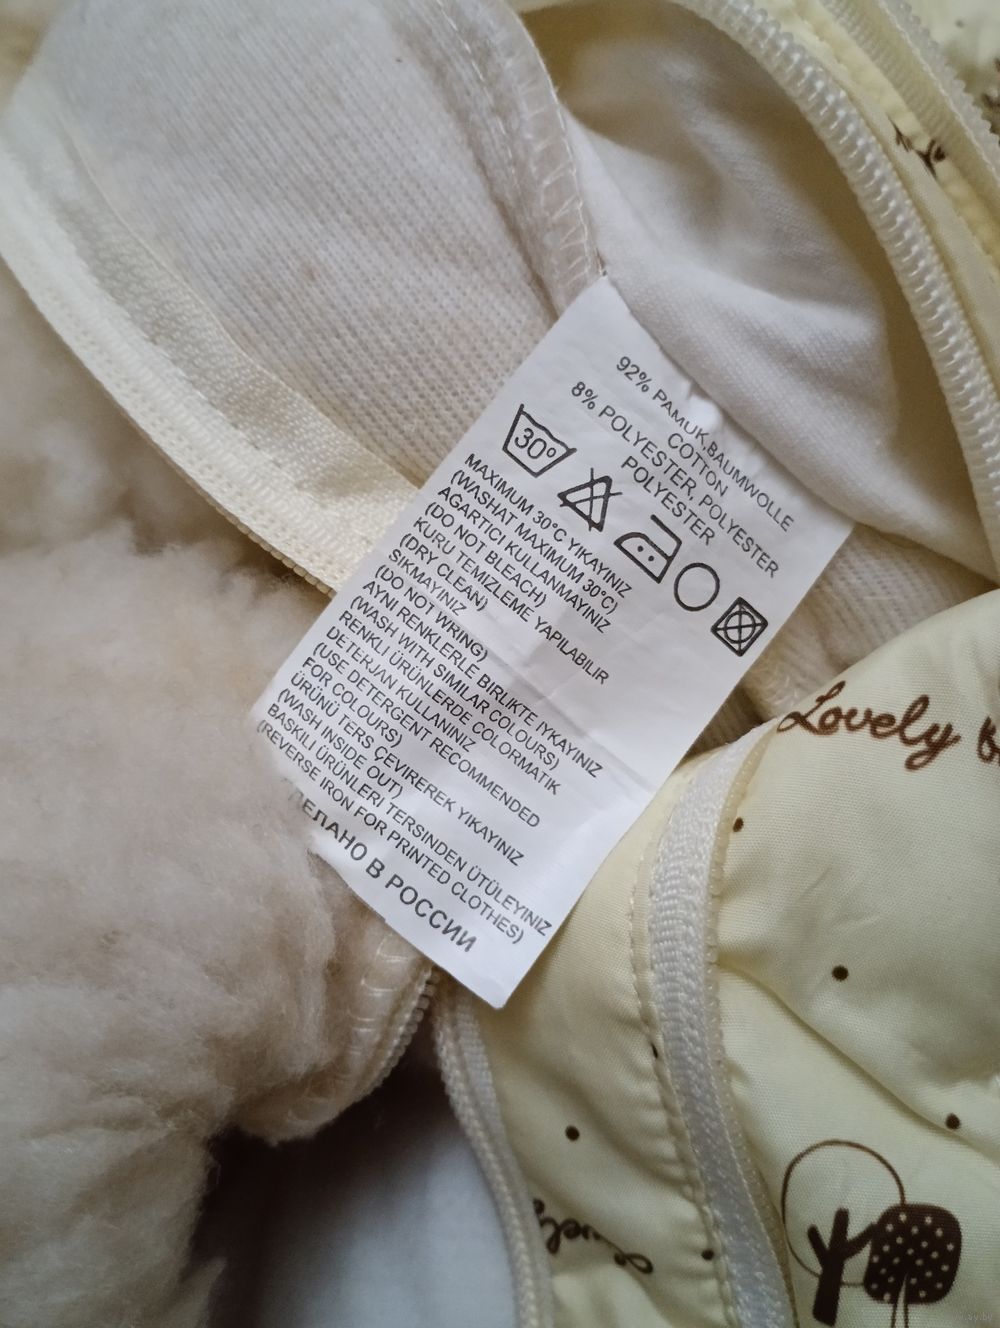 92% PAMUK,BAUMWOLLE
COTTON
8% POLYESTER, POLYESTER
POLYESTER
30°
MAXIMUM 30°C YIKAYINIZ
(WASHAT MAXIMUM 30°C)
AĞARTICI KULLANMAYINIZ
(DO NOT BLEACH)
KURU TEMIZLEME YAPILABILIR
(DRY CLEAN)
SIKMAYINIZ
(DO NOT WRING)
AYNI RENKLERLE BIRLIKTE IYKAYINIZ
(WASH WITH SIMILAR COLOURS)
RENKLI ÜRÜNLERDE COLORMATIK
DETERJAN KULLANINIZ
(USE DETERGENT RECOMMENDED
FOR COLOURS)
ÜRÜNÜ TERS ÇEVIREREK YIKAYINIZ
(WASH INSIDE OUT)
BASKILI ÜRÜNLERI TERSINDEN ÜTÜLEYINIZ
(REVERSE IRON FOR PRINTED CLOTHES)
ЕЛАНО В РОССИИ
Lovely
Lovely